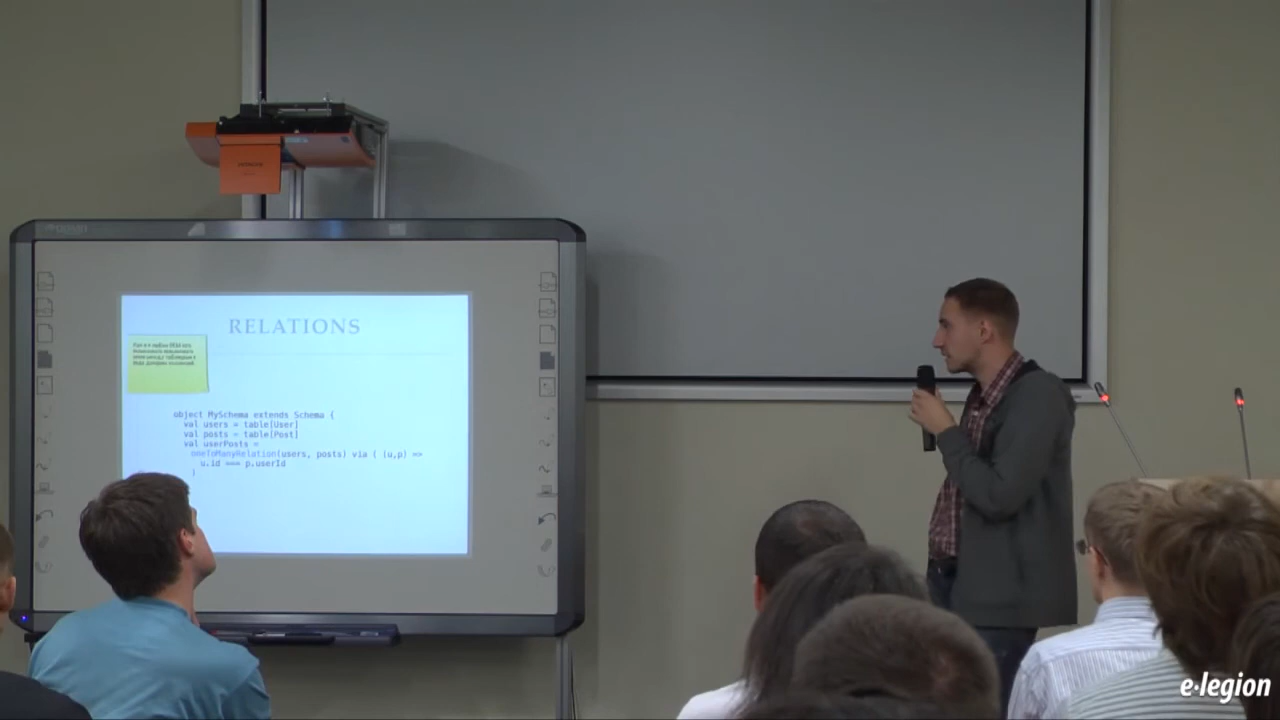 HITACHI
RELATIONS
object MySchema extends Schema {
val users = table[User]
val posts = table[Post]
val userPosts =
oneToManyRelation(users, posts) via ( (u,p) =>
u.id === p.userId
)
e·legion